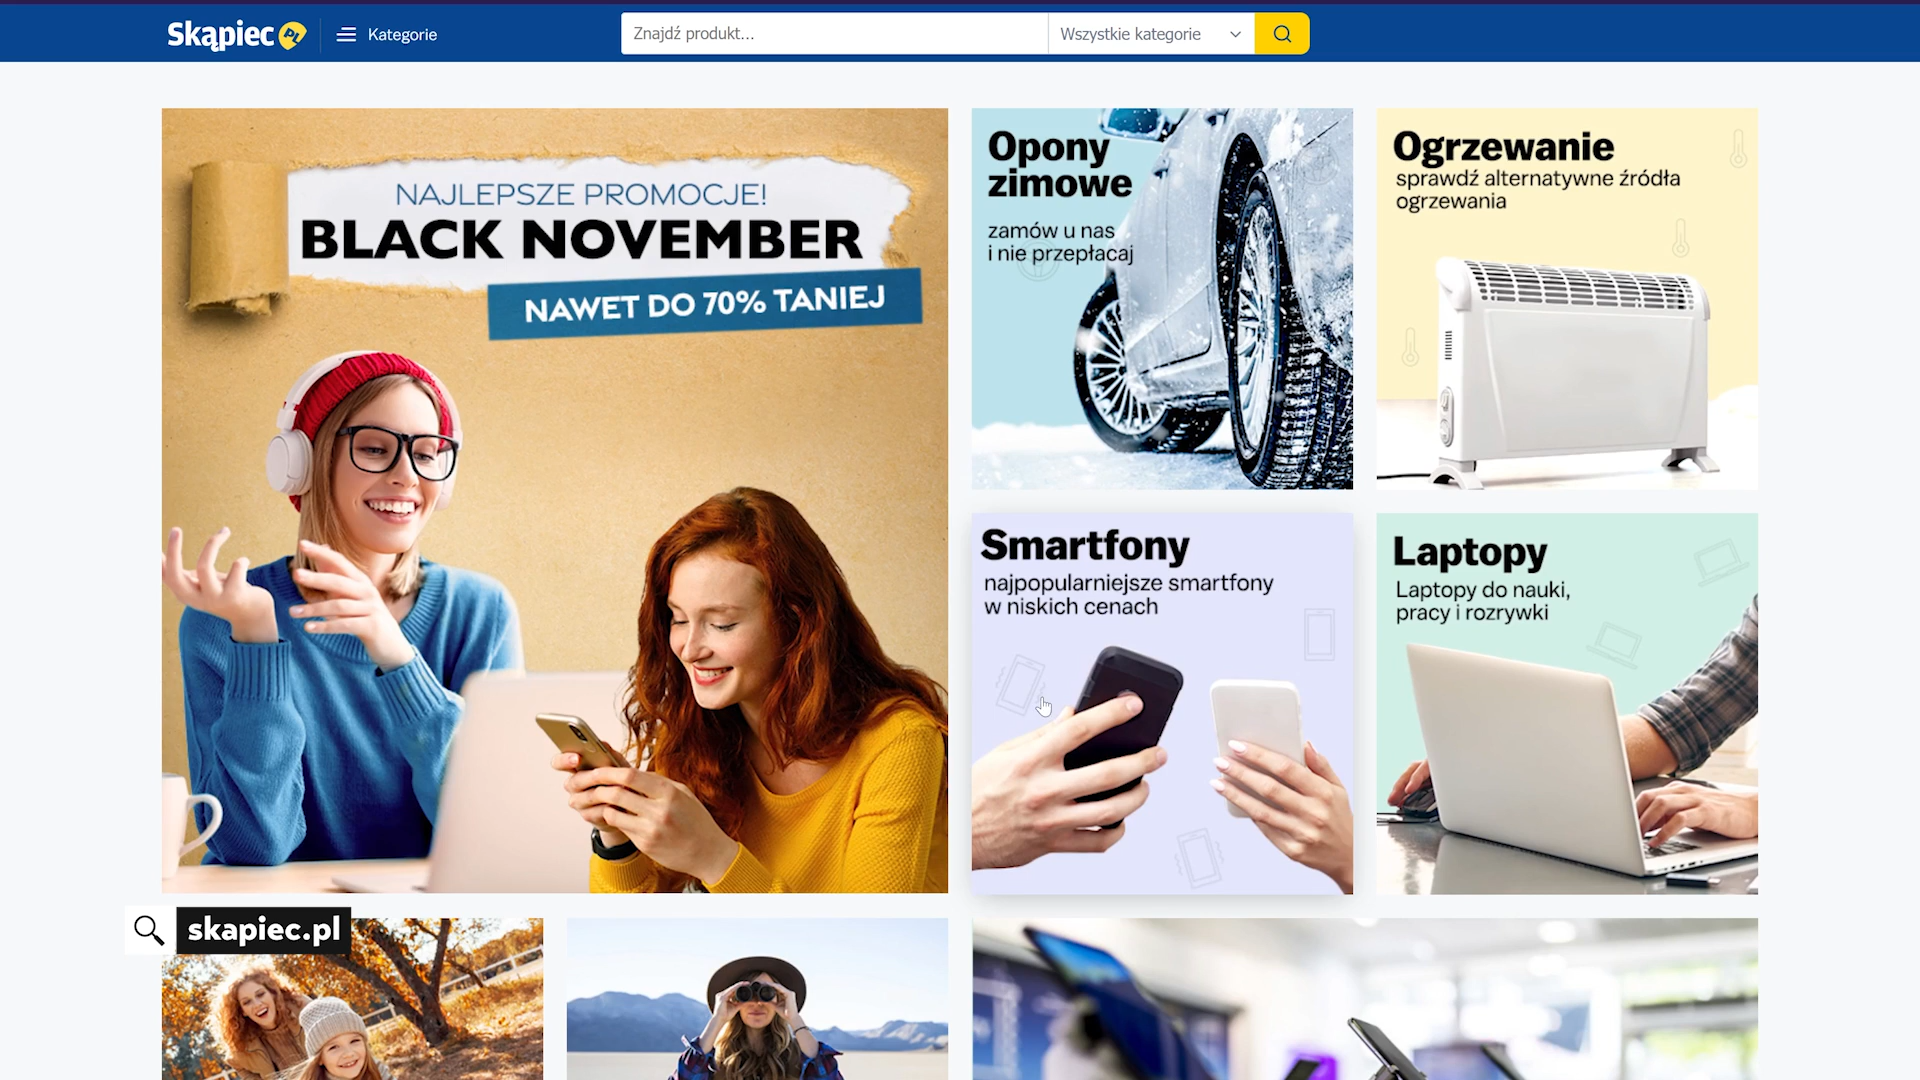 Skąpiec PL
Kategorie
Znajdź produkt...
Wszystkie kategorie
NAJLEPSZE PROMOCJE!
BLACK NOVEMBER
NAWET DO 70% TANIEJ
Opony
zimowe
zamów u nas
i nie przepłacaj
Ogrzewanie
sprawdź alternatywne źródła
ogrzewania
Smartfony
najpopularniejsze smartfony
w niskich cenach
Laptopy
Laptopy do nauki,
pracy i rozrywki
skapiec.pl